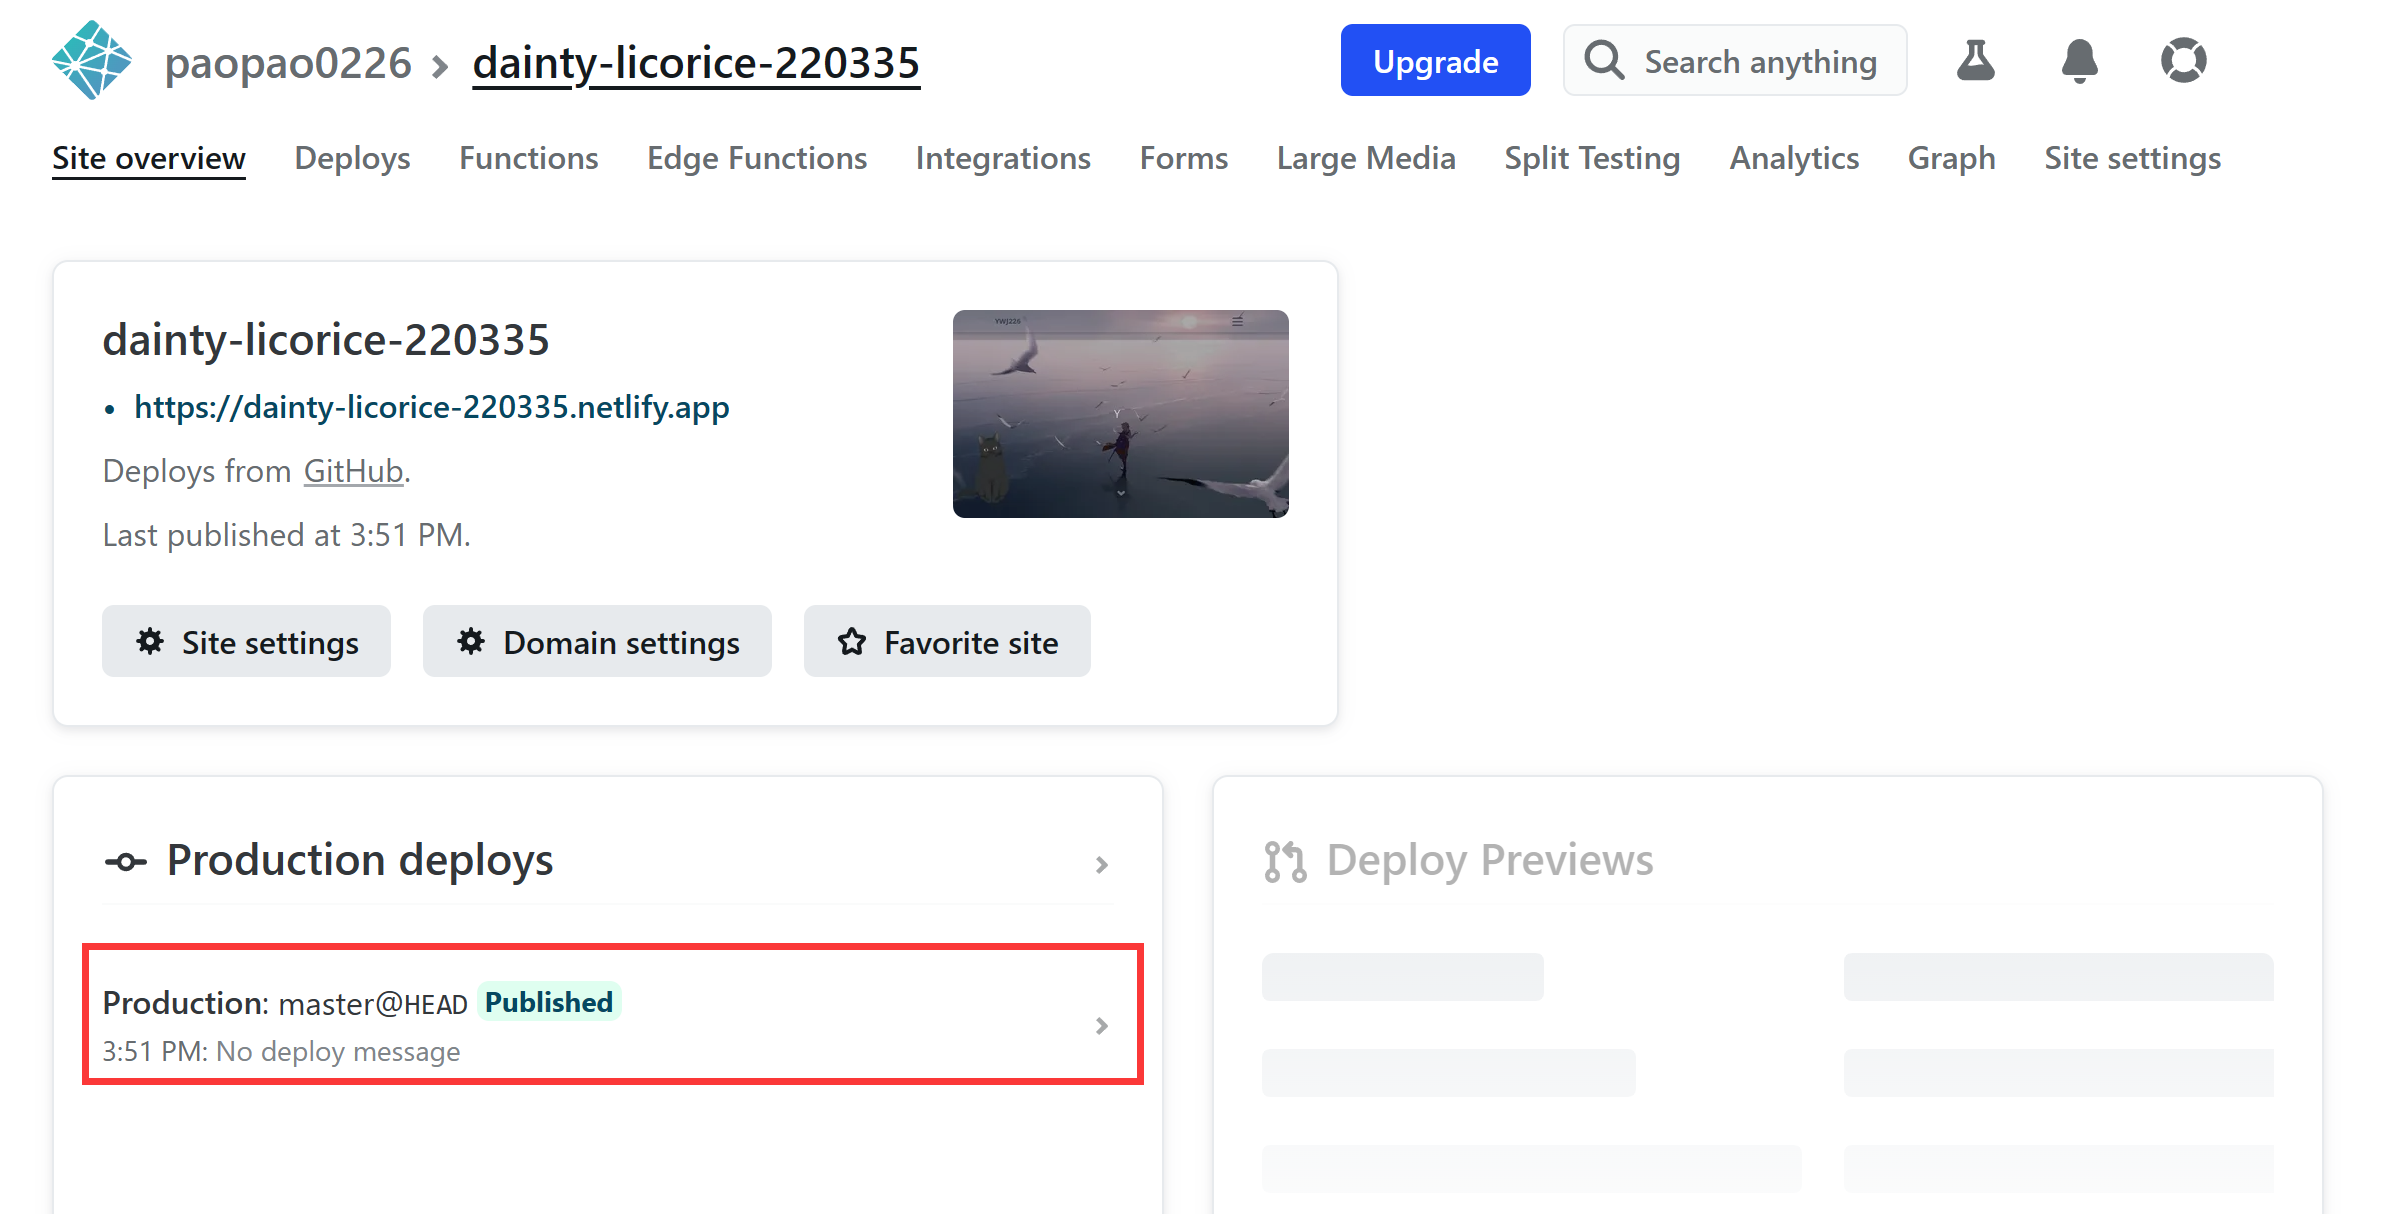 paopao0226 › dainty-licorice-220335
Upgrade
Search anything
Site overview Deploys Functions Edge Functions Integrations Forms Large Media Split Testing Analytics Graph Site settings
dainty-licorice-220335
• https://dainty-licorice-220335.netlify.app
Deploys from GitHub.
Last published at 3:51 PM.
YWJ226
Y
Site settings
Domain settings
Favorite site
Production deploys
Production: master@HEAD Published
3:51 PM: No deploy message
Deploy Previews